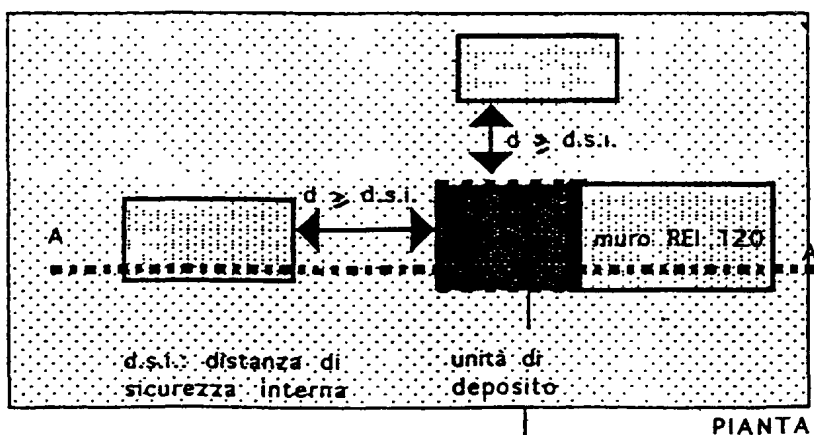 d ⩾ d.s.i.
d ⩾ d.s.i.
A
muro REI 120
A
d.s.i.: distanza di
sicurezza interna
unità di
deposito
PIANTA